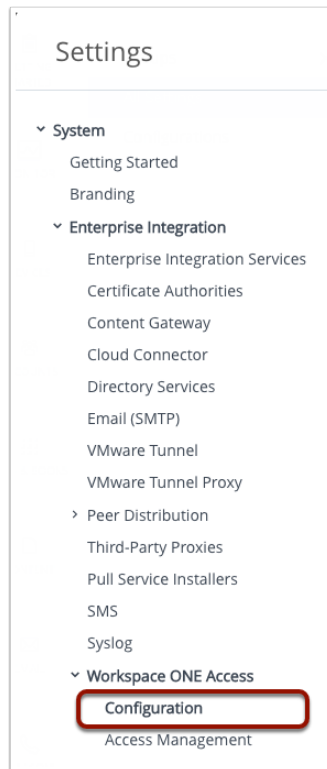 Settings
System
Getting Started
Branding
Enterprise Integration
Enterprise Integration Services
Certificate Authorities
Content Gateway
Cloud Connector
Directory Services
Email (SMTP)
VMware Tunnel
VMware Tunnel Proxy
Peer Distribution
Third-Party Proxies
Pull Service Installers
SMS
Syslog
Workspace ONE Access
Configuration
Access Management